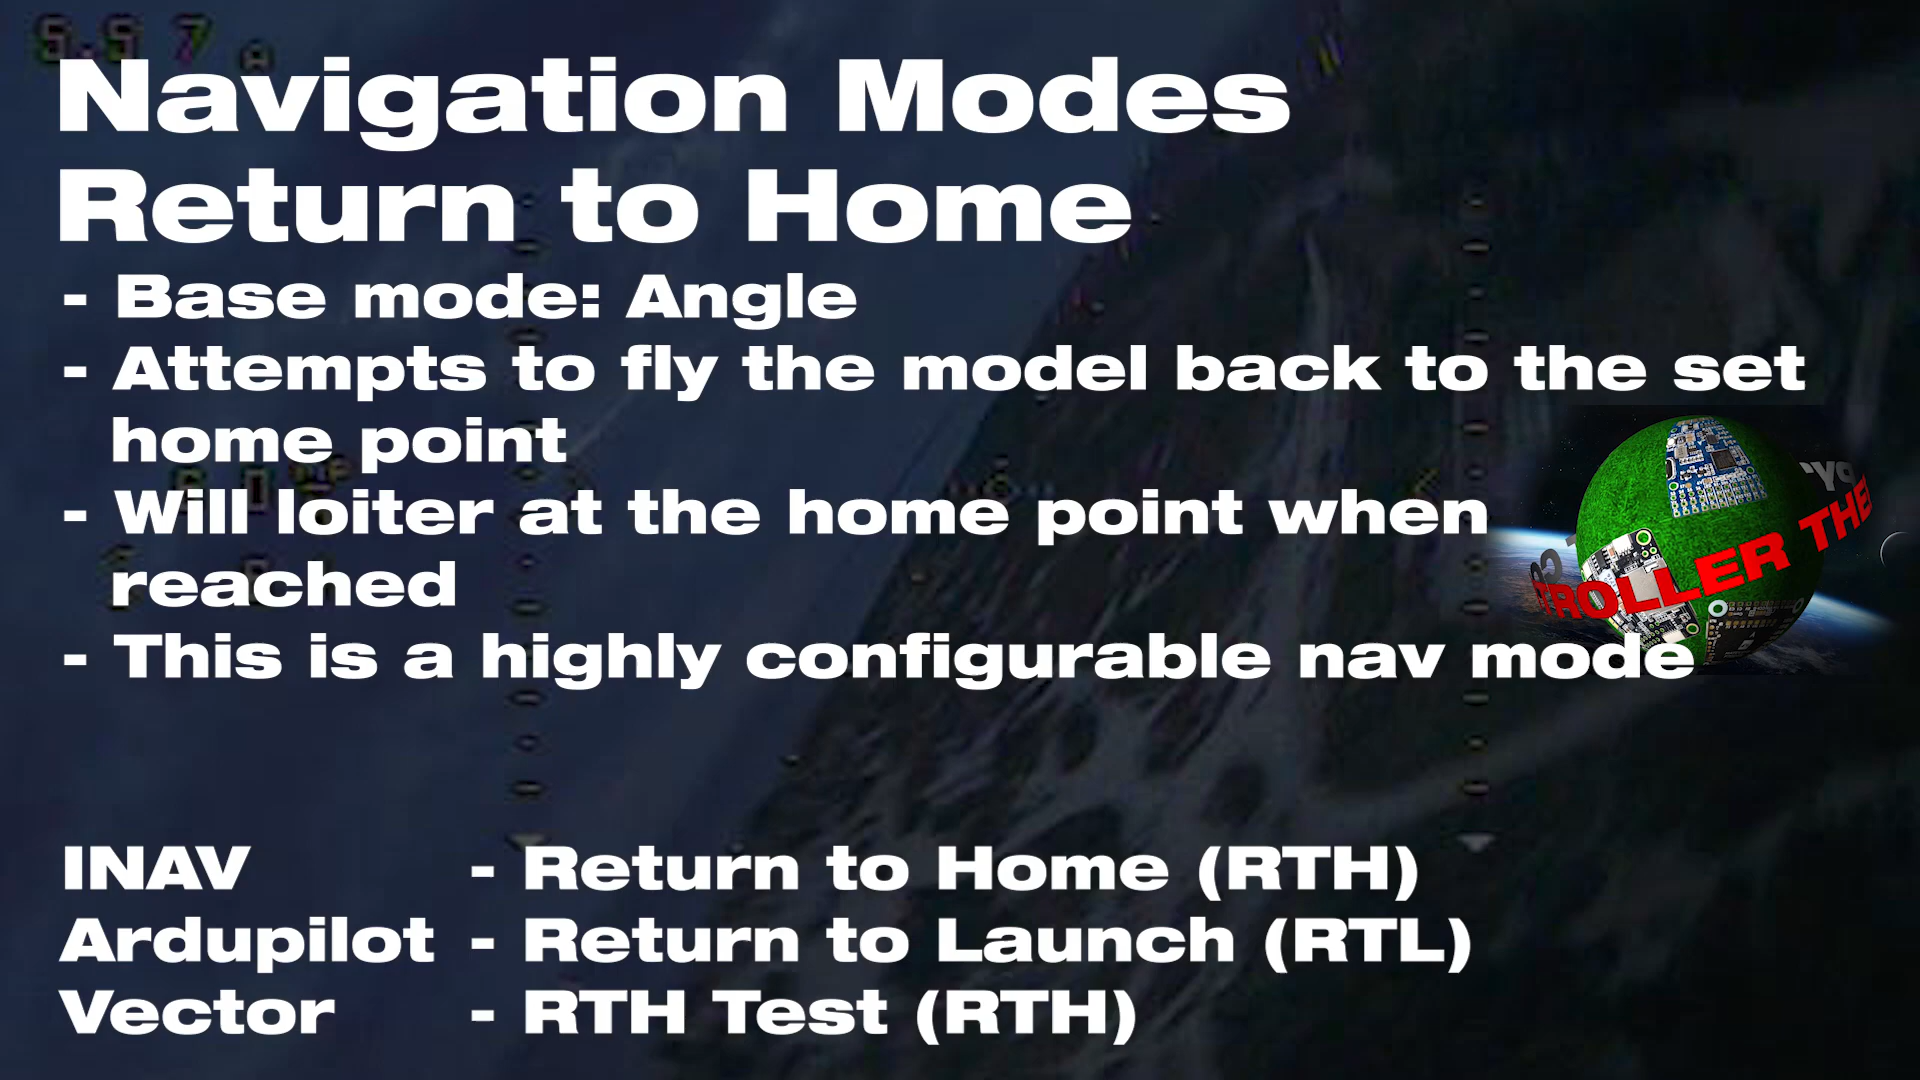 Navigation Modes
Return to Home
- Base mode: Angle
- Attempts to fly the model back to the set
home point
- Will loiter at the home point when
reached
- This is a highly configurable nav mode
TROLLER THE
INAV - Return to Home (RTH)
Ardupilot - Return to Launch (RTL)
Vector - RTH Test (RTH)